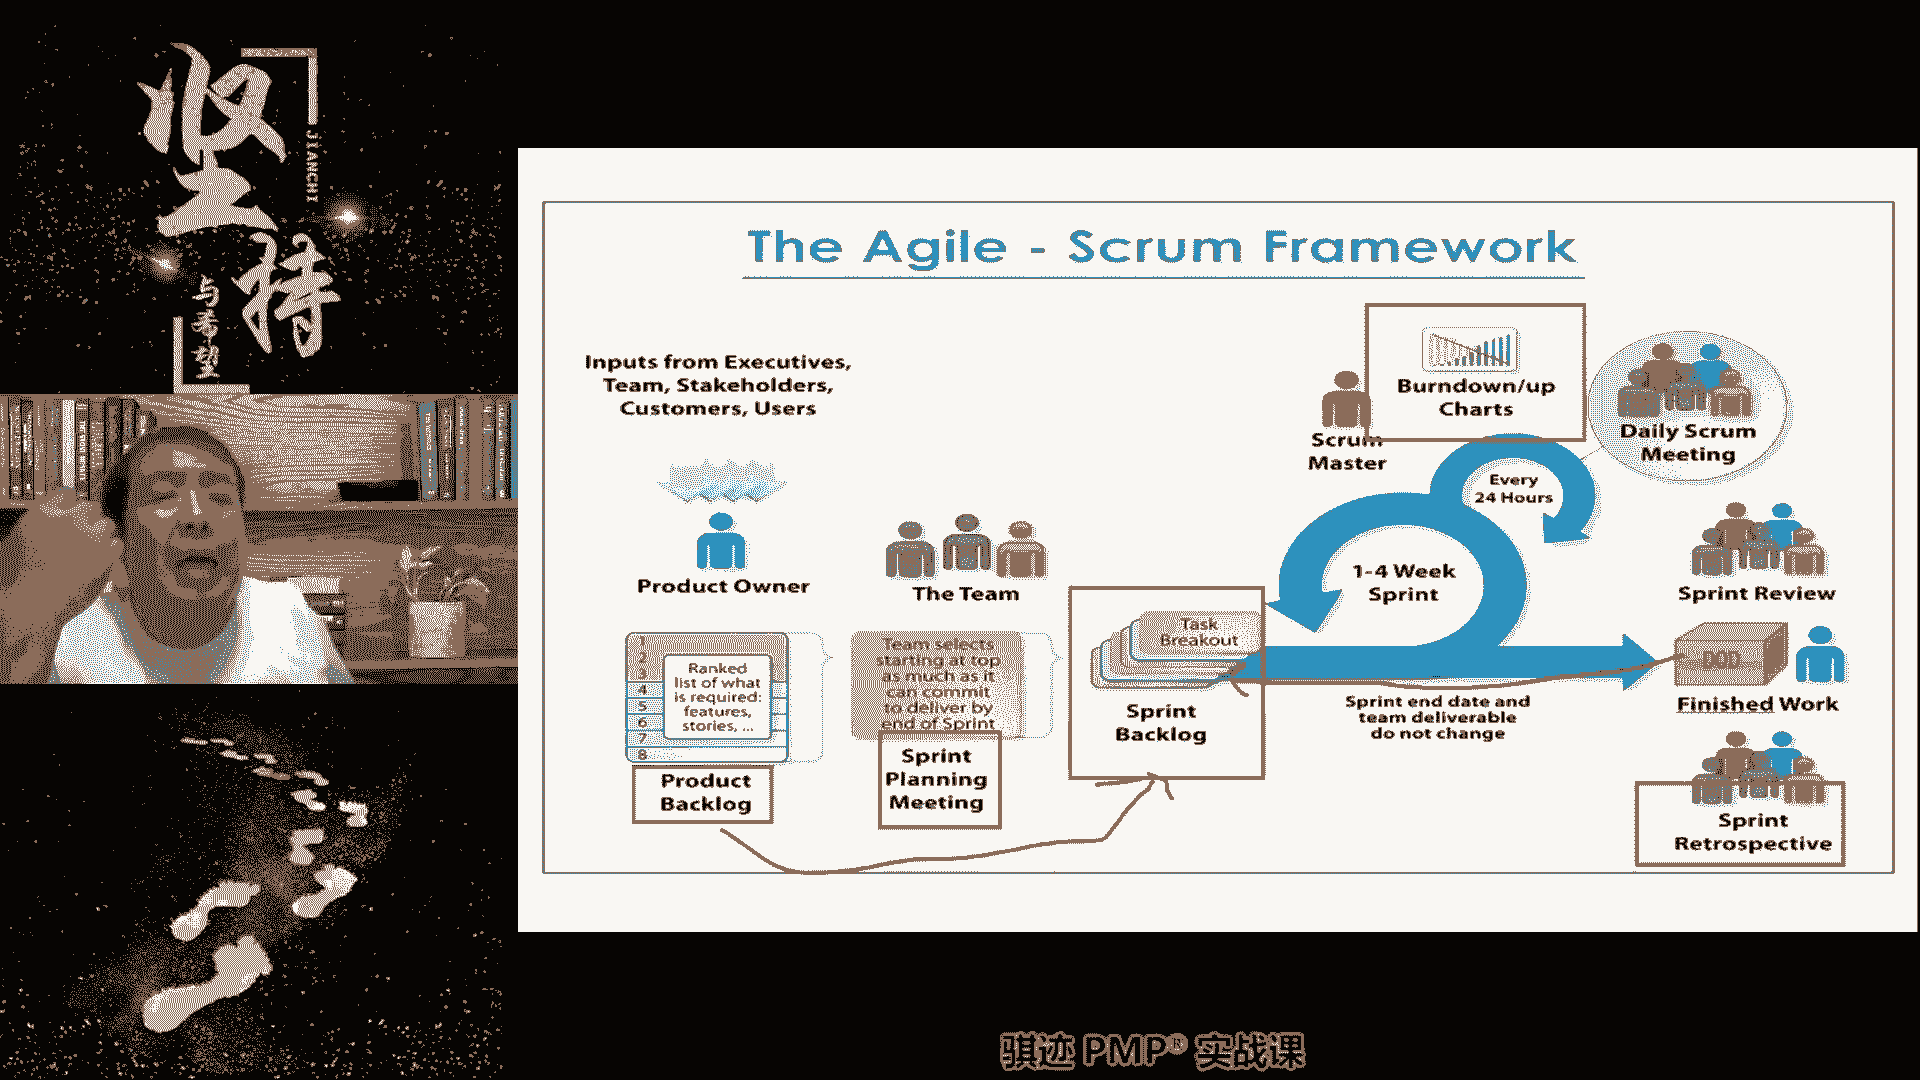 坚
持
JIANCHI
与希望
The Agile - Scrum Framework
Inputs from Executives,
Team, Stakeholders,
Customers, Users
Product Owner
The Team
1
2
3
4
5
6
7
8
Ranked
list of what
is required:
features,
stories, ...
Product
Backlog
Team selects
starting at top
as much as it
can commit
to deliver by
end of Sprint
Sprint
Planning
Meeting
Task
Breakout
Sprint
Backlog
Scrum
Master
Burndown/up
Charts
Every
24 Hours
1-4 Week
Sprint
Sprint end date and
team deliverable
do not change
Daily Scrum
Meeting
Sprint Review
DOD
Finished Work
Sprint
Retrospective
骐迹 PMP® 实战课